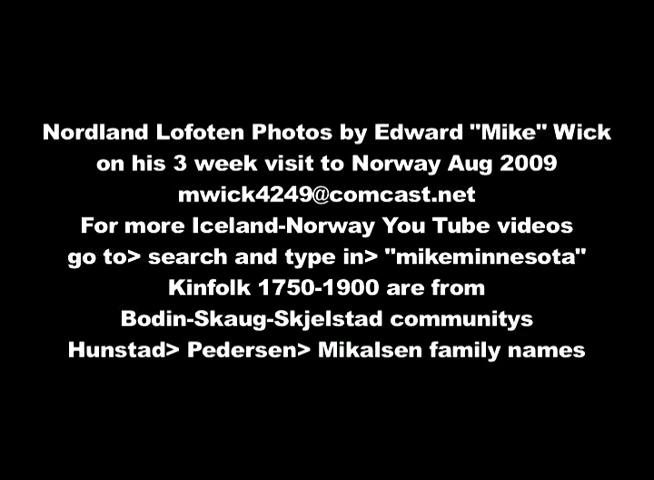 Nordland Lofoten Photos by Edward "Mike" Wick
on his 3 week visit to Norway Aug 2009
mwick4249@comcast.net
For more Iceland-Norway You Tube videos
go to> search and type in> "mikeminnesota"
Kinfolk 1750-1900 are from
Bodin-Skaug-Skjelstad communitys
Hunstad> Pedersen> Mikalsen family names